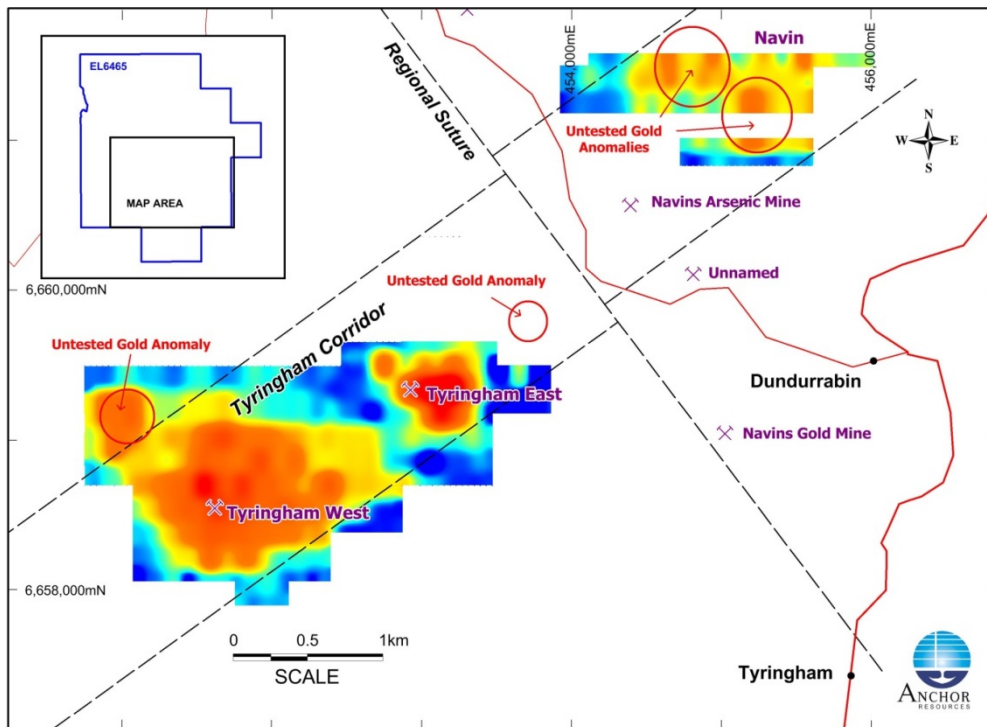 EL6465
MAP AREA
Regional Suture
454,000mE
Navin
456,000mE
Untested Gold
Anomalies
N
W
E
S
Navins Arsenic Mine
Unnamed
6,660,000mN
Untested Gold Anomaly
Untested Gold Anomaly
Tyringham Corridor
Dundurrabin
Tyringham East
Navins Gold Mine
Tyringham West
6,658,000mN
0 0.5 1km
SCALE
Tyringham
ANCHOR
RESOURCES